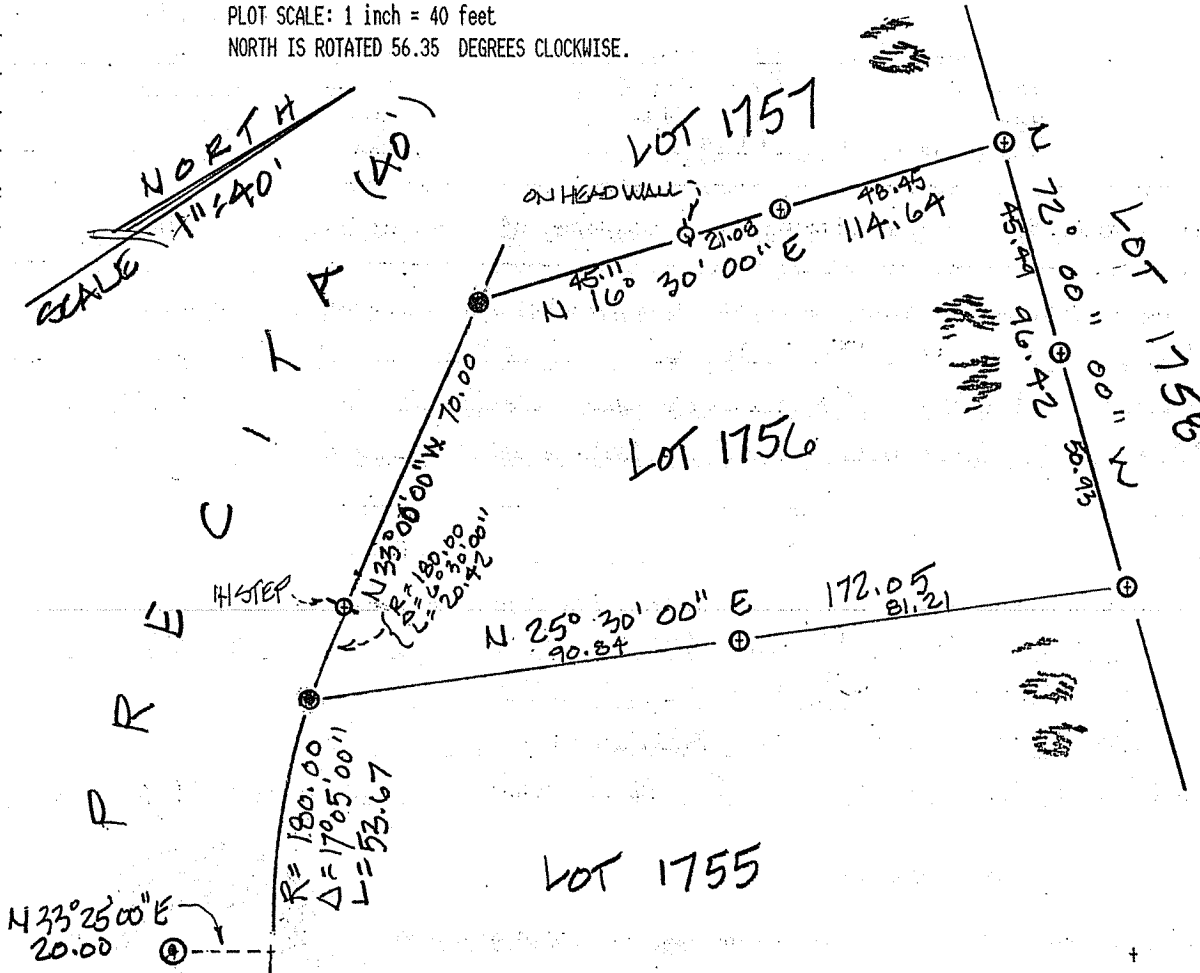 PLOT SCALE: 1 inch = 40 feet
NORTH IS ROTATED 56.35 DEGREES CLOCKWISE.
NORTH
SCALE 1"=40'
(40')
PRÉCITA
LOT 1757
ON HEADWALL
45.11
21.08
48.45
N 16° 30' 00" E 114.64
N 72° 00" 00" W
45.49
96.42
50.93
LOT 1758
N33°00'00"W 70.00
LOT 1756
R=180.00
Δ=6°30'00"
L=20.42
N 25° 30' 00" E 172.05
90.84
81.21
R=180.00
Δ=17°05'00"
L=53.67
LOT 1755
N 33°25'00"E
20.00